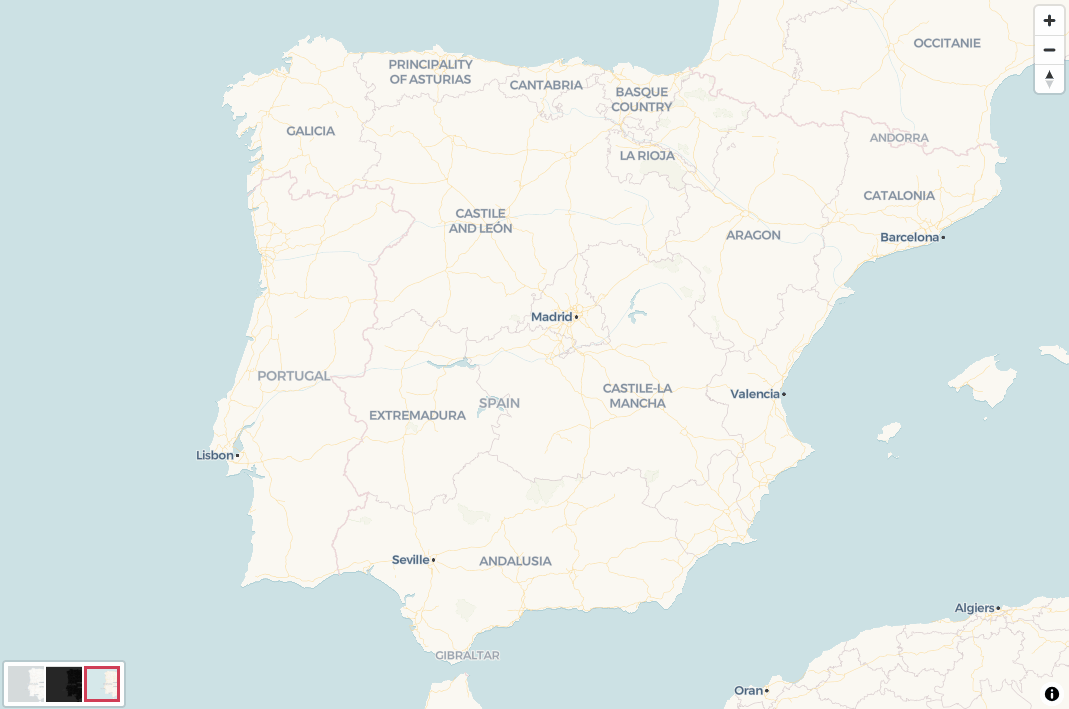 OCCITANIE
PRINCIPALITY
OF ASTURIAS
CANTABRIA
BASQUE
COUNTRY
GALICIA
ANDORRA
LA RIOJA
CATALONIA
CASTILE
AND LEÓN
ARAGON
Barcelona
Madrid
PORTUGAL
SPAIN
CASTILE-LA
MANCHA
Valencia
EXTREMADURA
Lisbon
Seville
ANDALUSIA
Algiers
GIBRALTAR
Oran